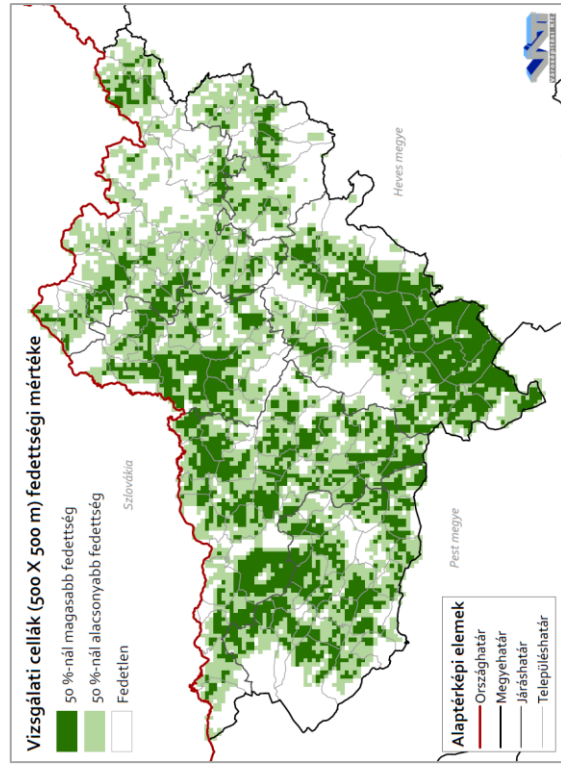 Vizsgálati cellák (500 X 500 m) fedettségi mértéke
50 %-nál magasabb fedettség
50 %-nál alacsonyabb fedettség
Fedetlen
Szlovákia
Heves megye
Pest megye
Alaptérképi elemek
Országhatár
Megyehatár
Járáshatár
Településhatár